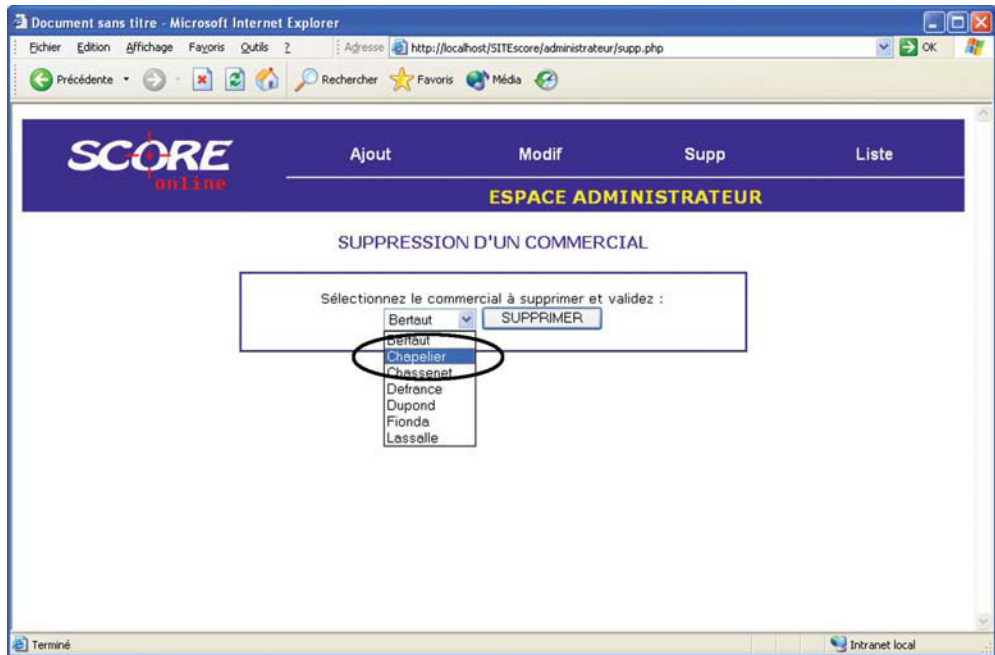 Document sans titre - Microsoft Internet Explorer
Fichier Edition Affichage Favoris Outils ? Adresse http://localhost/SITEscore/administrateur/supp.php OK
Précédente Rechercher Favoris Média
SCORE
online
Ajout Modif Supp Liste
ESPACE ADMINISTRATEUR
SUPPRESSION D'UN COMMERCIAL
Sélectionnez le commercial à supprimer et validez :
Bertaut SUPPRIMER
Bertaut
Chapelier
Chassenet
Defrance
Dupond
Fionda
Lassalle
Terminé Intranet local